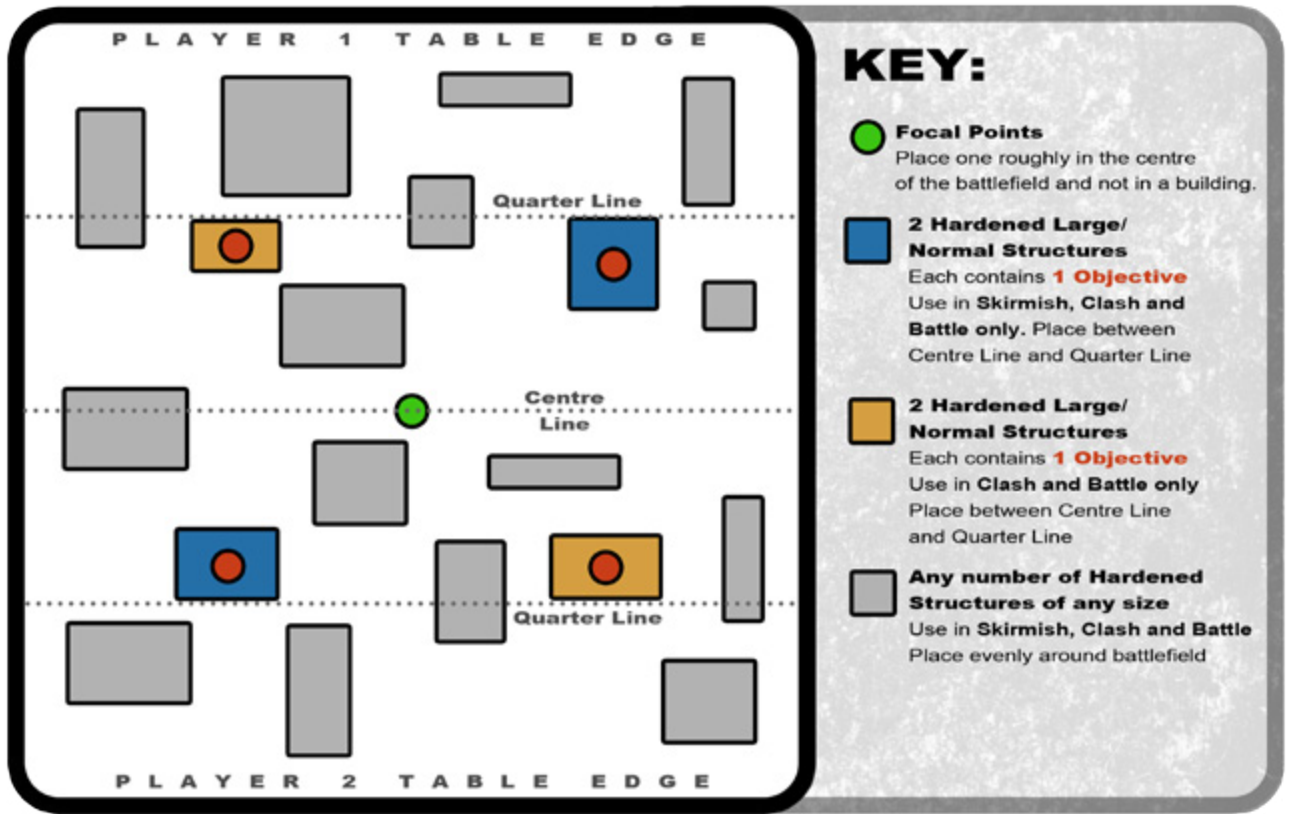 PLAYER 1 TABLE EDGE
Quarter Line
Centre
Line
Quarter Line
PLAYER 2 TABLE EDGE
KEY:
Focal Points
Place one roughly in the centre
of the battlefield and not in a building.
2 Hardened Large/
Normal Structures
Each contains 1 Objective
Use in Skirmish, Clash and
Battle only. Place between
Centre Line and Quarter Line
2 Hardened Large/
Normal Structures
Each contains 1 Objective
Use in Clash and Battle only
Place between Centre Line
and Quarter Line
Any number of Hardened
Structures of any size
Use in Skirmish, Clash and Battle
Place evenly around battlefield